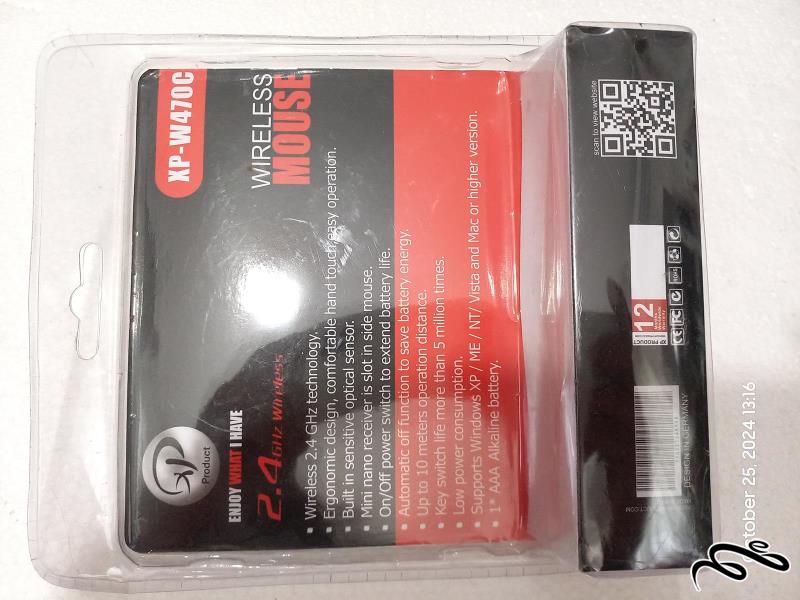 XP-W470C
WIRELESS
MOUSE
XP
Product
ENJOY WHAT I HAVE
2.4GHz Wireless
• Wireless 2.4 GHz technology.
• Ergonomic design, comfortable hand touch, easy operation.
• Built in sensitive optical sensor.
• Mini nano receiver is slot in side mouse.
• On/Off power switch to extend battery life.
• Automatic off function to save battery energy.
• Up to 10 meters operation distance.
• Key switch life more than 5 million times.
• Low power consumption.
• Supports Windows XP / ME / NT/ Vista and Mac or higher version.
• 1* AAA Alkaline battery.
scan to view website
12
XP PRODUCT
CE FC
RoHS
DESIGN IN GERMANY
October 25, 2024 13:16